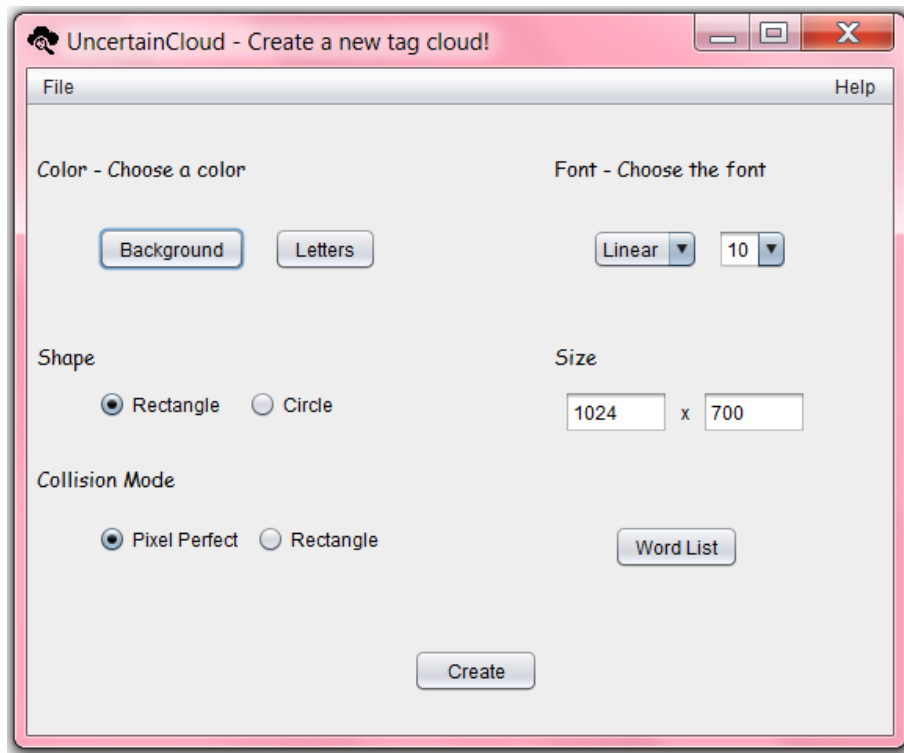 UncertainCloud - Create a new tag cloud!
File Help
Color - Choose a color Font - Choose the font
Background Letters Linear 10
Shape Size
Rectangle Circle 1024 x 700
Collision Mode
Pixel Perfect Rectangle Word List
Create